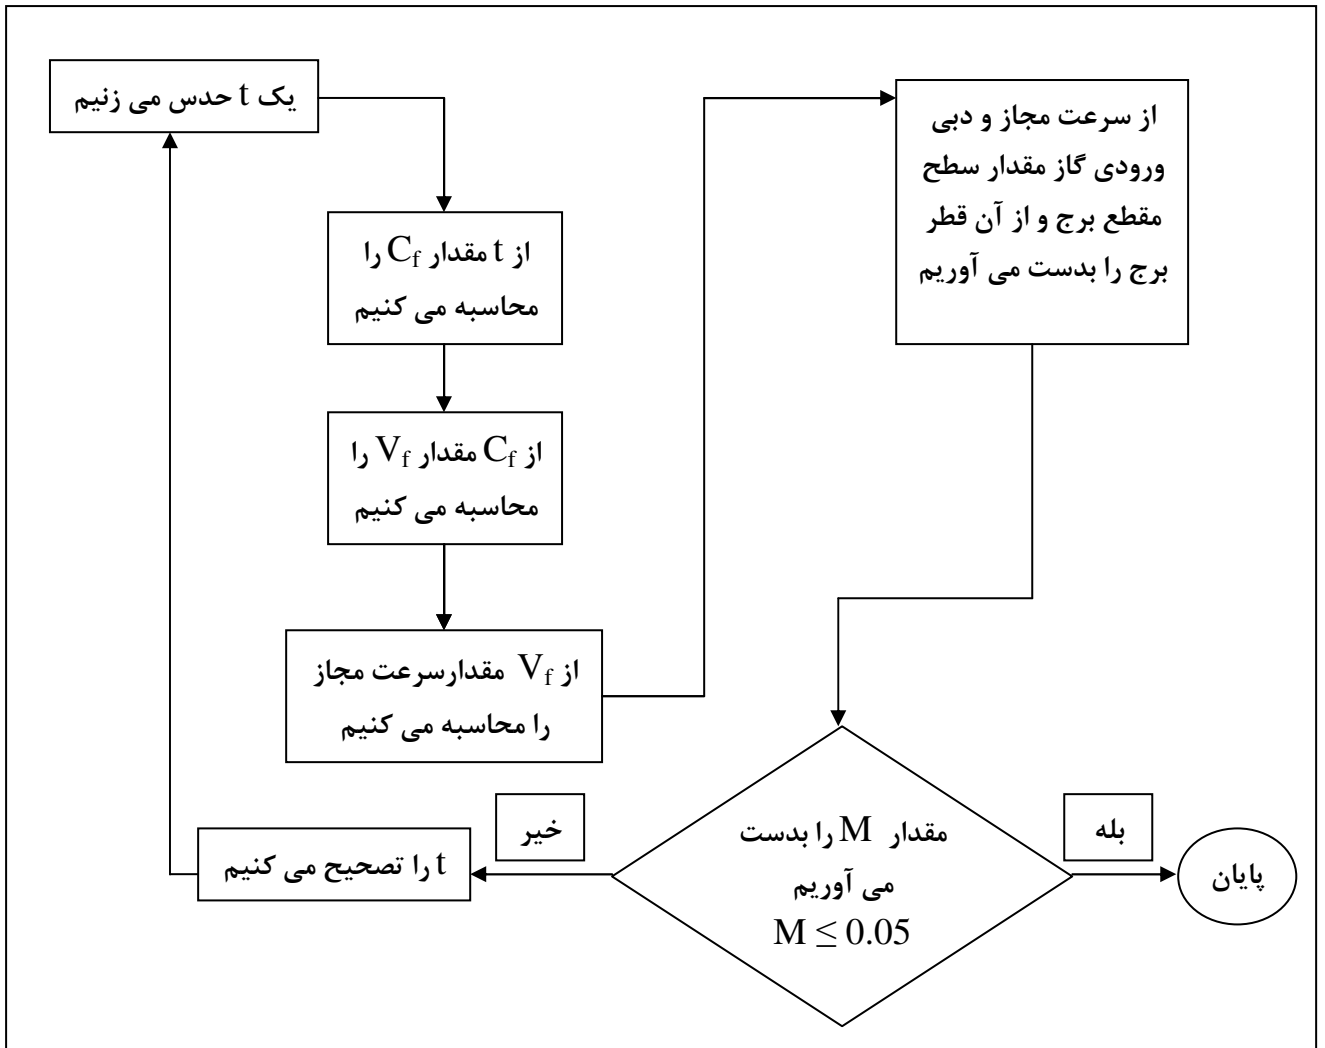 یک t حدس می زنیم
از t مقدار Cf را
محاسبه می کنیم
از Cf مقدار Vf را
محاسبه می کنیم
از Vf مقدارسرعت مجاز
را محاسبه می کنیم
از سرعت مجاز و دبی
ورودی گاز مقدار سطح
مقطع برج و از آن قطر
برج را بدست می آوریم
مقدار M را بدست
می آوریم
M ≤ 0.05
بله
پایان
خیر
t را تصحیح می کنیم